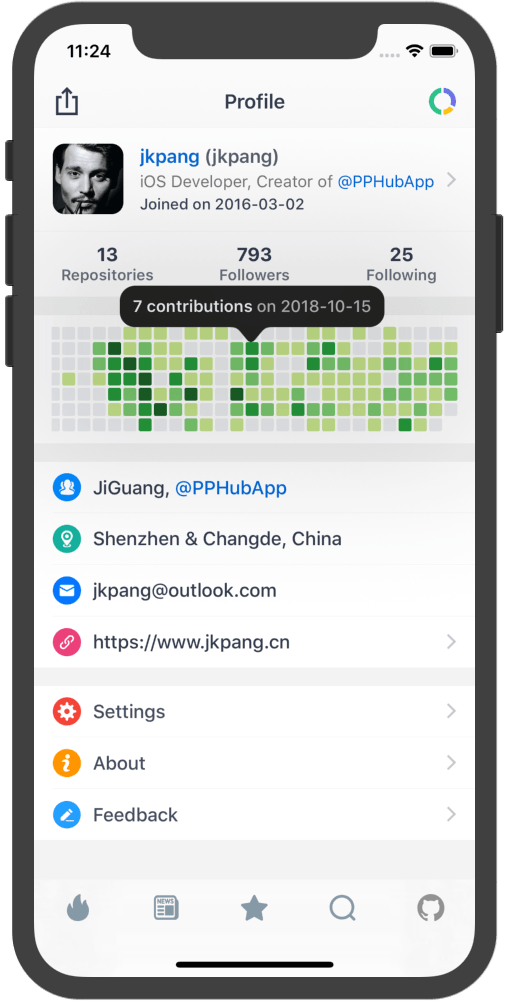 11:24
Profile
jkpang (jkpang)
iOS Developer, Creator of @PPHubApp
Joined on 2016-03-02
13 793 25
Repositories Followers Following
7 contributions on 2018-10-15
JiGuang, @PPHubApp
Shenzhen & Changde, China
jkpang@outlook.com
https://www.jkpang.cn
Settings
About
Feedback
NEWS